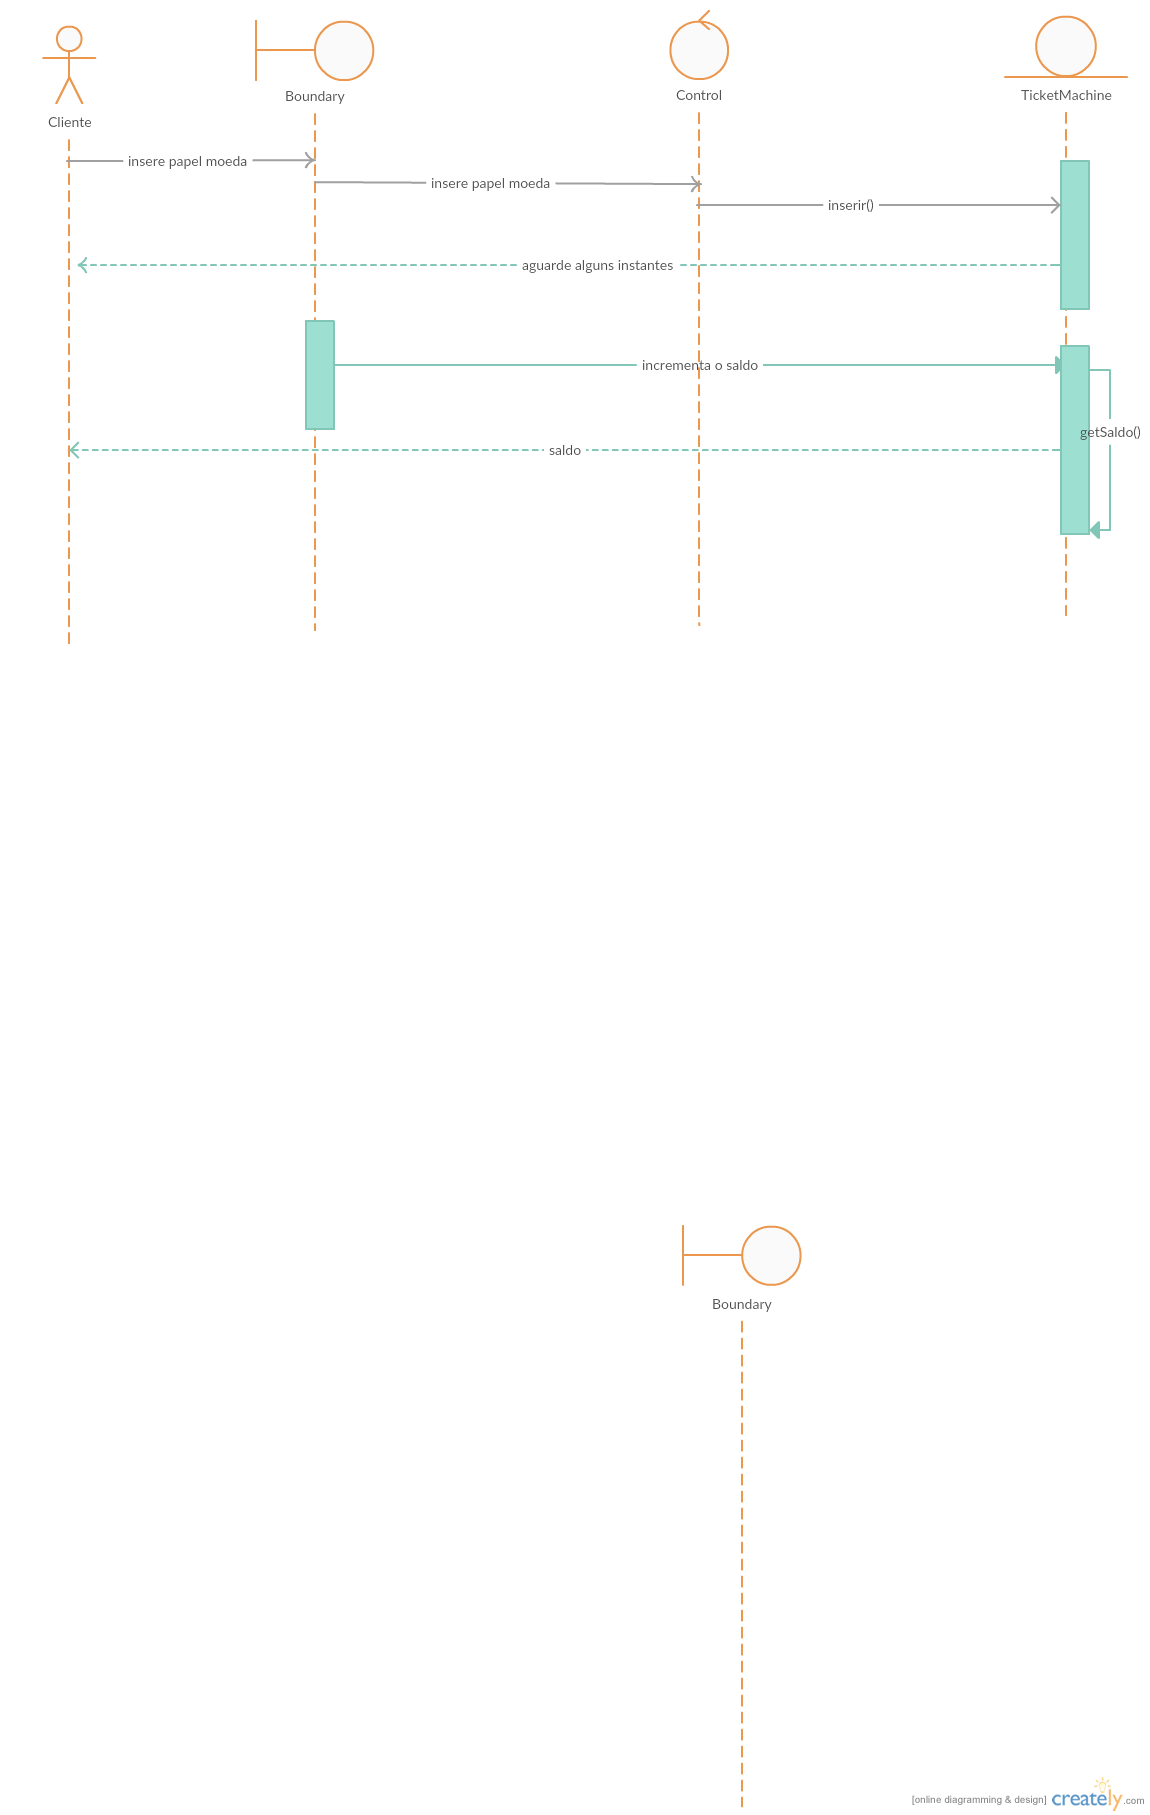 Cliente
Boundary
Control
TicketMachine
insere papel moeda
insere papel moeda
inserir()
aguarde alguns instantes
incrementa o saldo
getSaldo()
saldo
Boundary
[online diagramming & design] creately.com